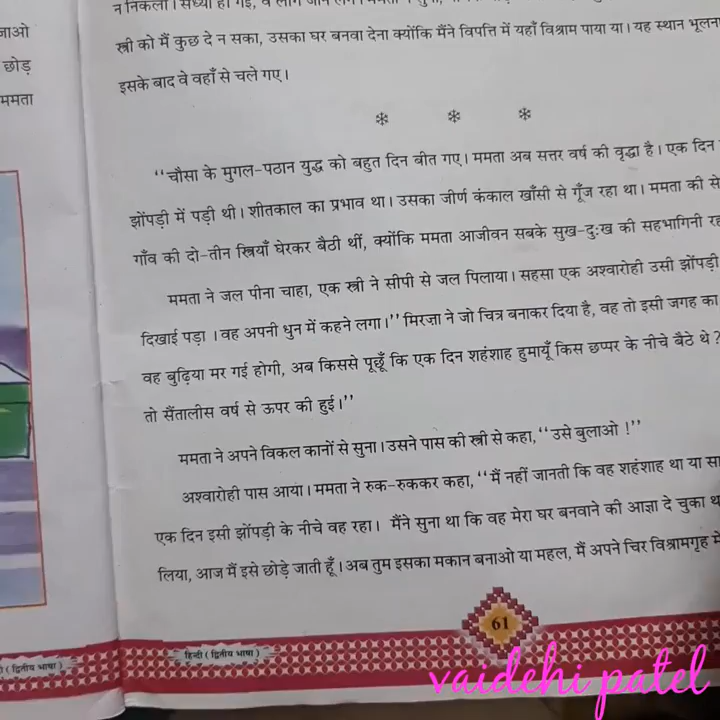 नाओ
छोड़
ममता
न निकला। संध्या हो गई, वे लोग
स्त्री को मैं कुछ दे न सका, उसका घर बनवा देना क्योंकि मैंने विपत्ति में यहाँ विश्राम पाया था। यह स्थान भूलना
इसके बाद वे वहाँ से चले गए।
* * *
‘‘चौसा के मुगल-पठान युद्ध को बहुत दिन बीत गए। ममता अब सत्तर वर्ष की वृद्धा है। एक दिन
झोंपड़ी में पड़ी थी। शीतकाल का प्रभाव था। उसका जीर्ण कंकाल खाँसी से गूँज रहा था। ममता की से
गाँव की दो-तीन स्त्रियाँ घेरकर बैठी थीं, क्योंकि ममता आजीवन सबके सुख-दुःख की सहभागिनी रह
ममता ने जल पीना चाहा, एक स्त्री ने सीपी से जल पिलाया। सहसा एक अश्वारोही उसी झोंपड़ी
दिखाई पड़ा । वह अपनी धुन में कहने लगा।’’ मिरज़ा ने जो चित्र बनाकर दिया है, वह तो इसी जगह का
वह बुढ़िया मर गई होगी, अब किससे पूछूँ कि एक दिन शहंशाह हुमायूँ किस छप्पर के नीचे बैठे थे?
तो सैंतालीस वर्ष से ऊपर की हुई।’’
ममता ने अपने विकल कानों से सुना। उसने पास की स्त्री से कहा, ‘‘उसे बुलाओ !’’
अश्वारोही पास आया। ममता ने रुक-रुककर कहा, ‘‘मैं नहीं जानती कि वह शहंशाह था या सा
एक दिन इसी झोंपड़ी के नीचे वह रहा। मैंने सुना था कि वह मेरा घर बनवाने की आज्ञा दे चुका थ
लिया, आज मैं इसे छोड़े जाती हूँ। अब तुम इसका मकान बनाओ या महल, मैं अपने चिर विश्रामगृह में
61
हिन्दी ( द्वितीय भाषा )
( द्वितीय भाषा )
vaidehi patel